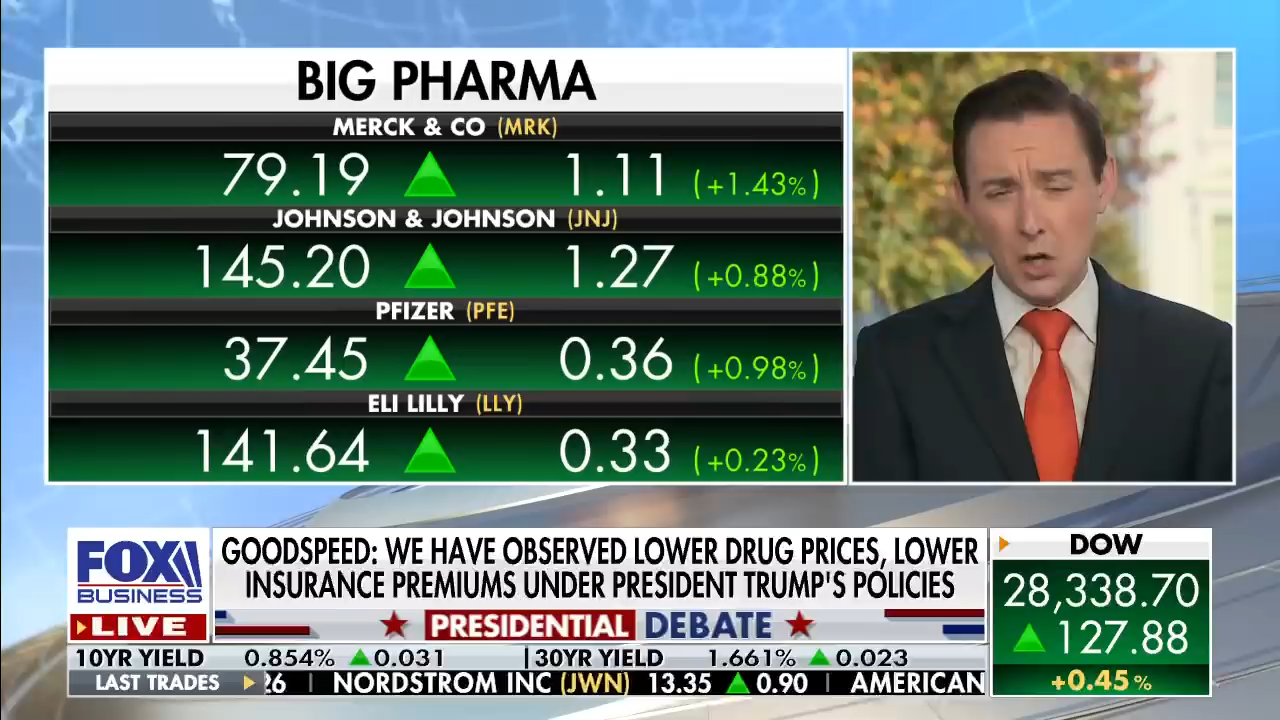 BIG PHARMA
MERCK & CO (MRK)
79.19 1.11 (+1.43%)
JOHNSON & JOHNSON (JNJ)
145.20 1.27 (+0.88%)
PFIZER (PFE)
37.45 0.36 (+0.98%)
ELI LILLY (LLY)
141.64 0.33 (+0.23%)
FOX
BUSINESS
LIVE
GOODSPEED: WE HAVE OBSERVED LOWER DRUG PRICES, LOWER
INSURANCE PREMIUMS UNDER PRESIDENT TRUMP'S POLICIES
PRESIDENTIAL DEBATE
DOW
28,338.70
127.88
+0.45%
10YR YIELD 0.854% 0.031 30YR YIELD 1.661% 0.023
LAST TRADES 26 NORDSTROM INC (JWN) 13.35 0.90 AMERICAN